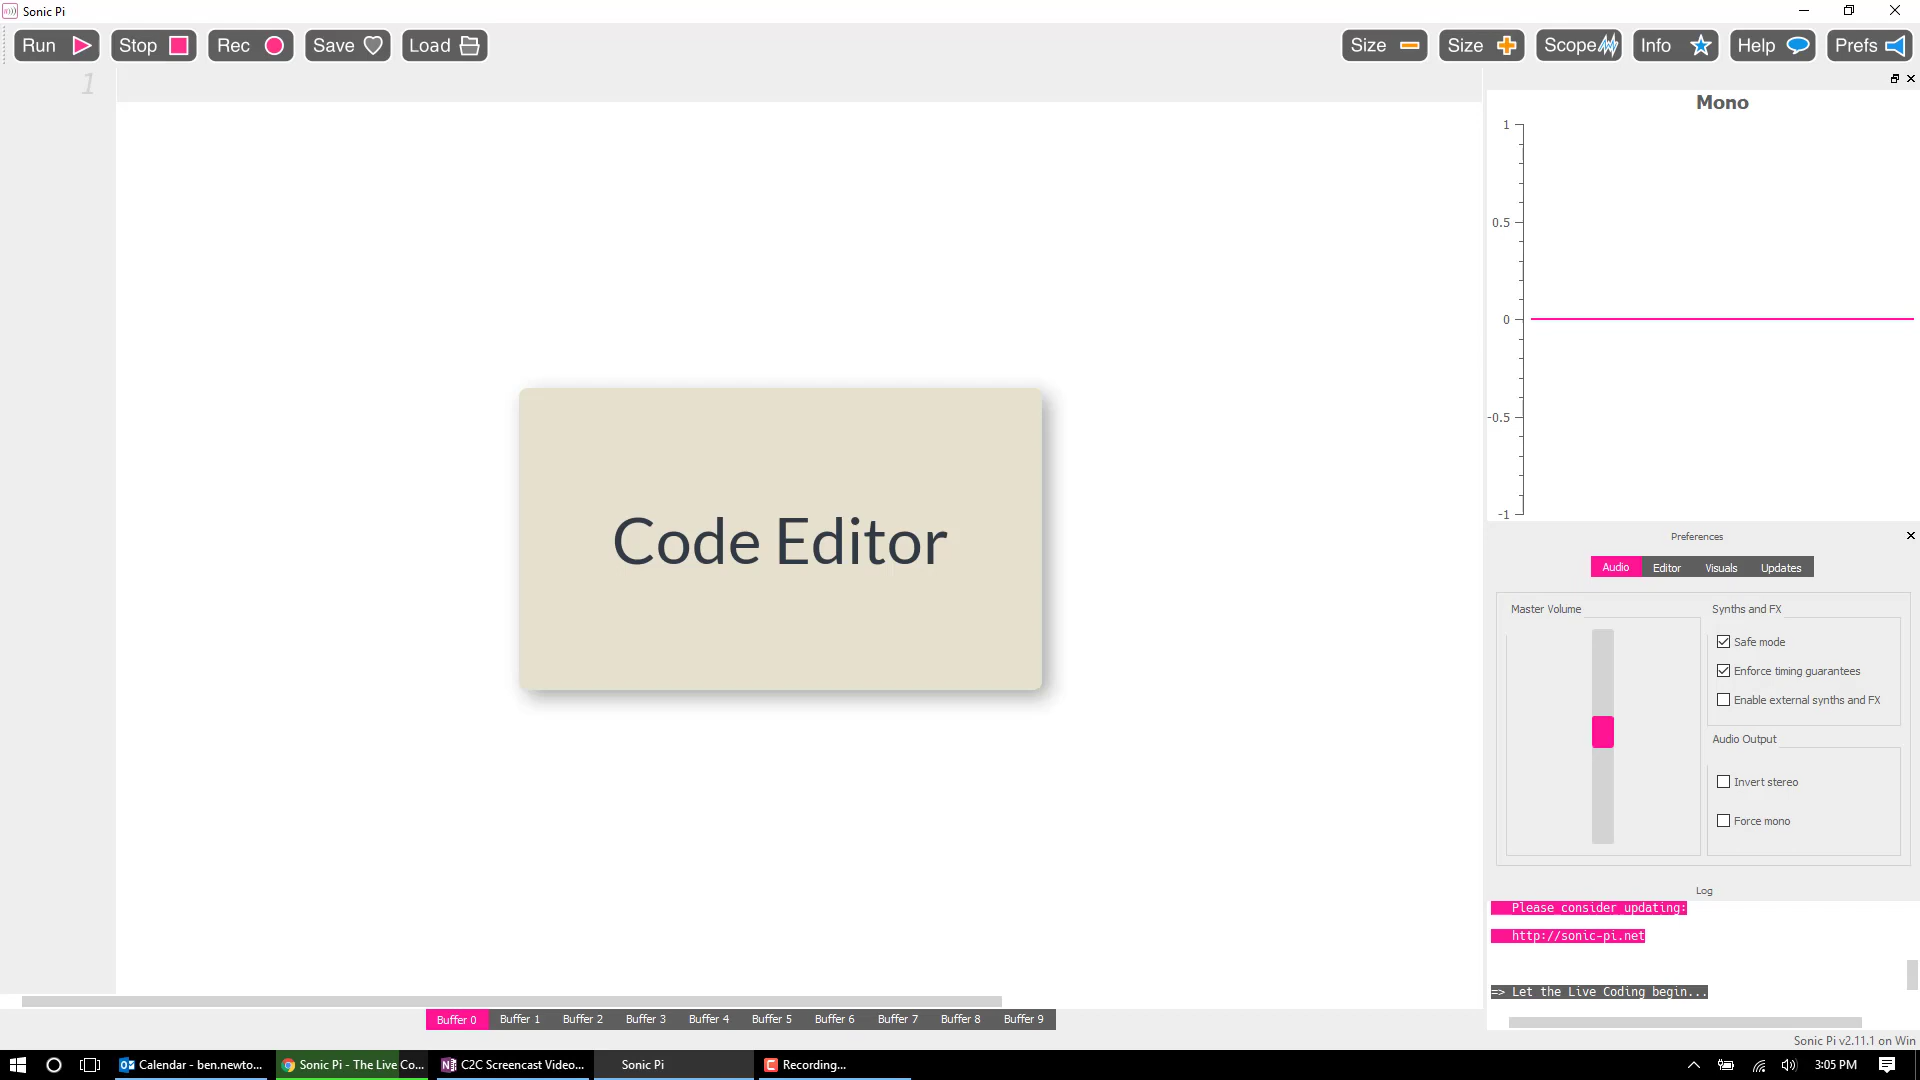 Sonic Pi
Run Stop Rec Save Load Size Size Scope Info Help Prefs
1
Mono
1
0.5
0
-0.5
-1
Code Editor
Preferences
Audio Editor Visuals Updates
Master Volume
Synths and FX
Safe mode
Enforce timing guarantees
Enable external synths and FX
Audio Output
Invert stereo
Force mono
Log
Please consider updating:
http://sonic-pi.net
=> Let the Live Coding begin...
Buffer 0 Buffer 1 Buffer 2 Buffer 3 Buffer 4 Buffer 5 Buffer 6 Buffer 7 Buffer 8 Buffer 9
Sonic Pi v2.11.1 on Win
Calendar - ben.newto... Sonic Pi - The Live Co... C2C Screencast Video... Sonic Pi Recording... 3:05 PM